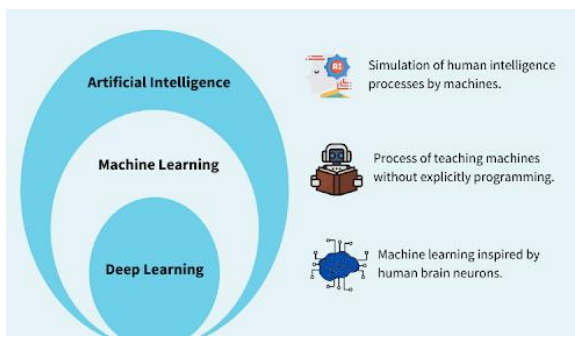 Artificial Intelligence
AI
Simulation of human intelligence
processes by machines.
Machine Learning
Process of teaching machines
without explicitly programming.
Deep Learning
Machine learning inspired by
human brain neurons.